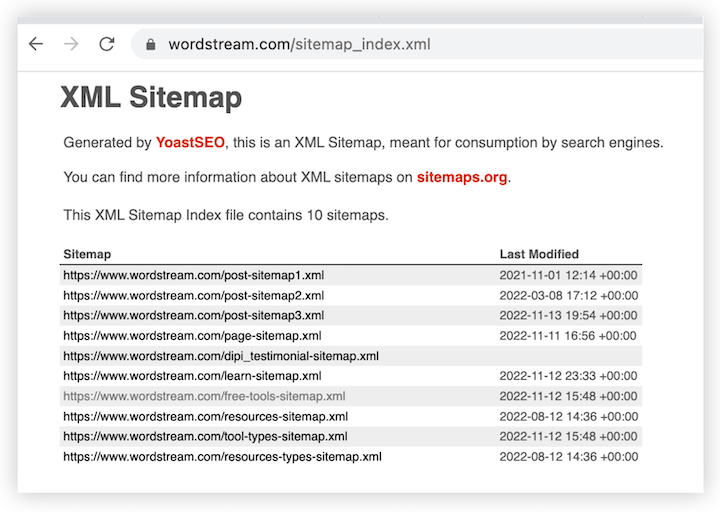 wordstream.com/sitemap_index.xml
XML Sitemap
Generated by YoastSEO, this is an XML Sitemap, meant for consumption by search engines.
You can find more information about XML sitemaps on sitemaps.org.
This XML Sitemap Index file contains 10 sitemaps.
Sitemap Last Modified
https://www.wordstream.com/post-sitemap1.xml 2021-11-01 12:14 +00:00
https://www.wordstream.com/post-sitemap2.xml 2022-03-08 17:12 +00:00
https://www.wordstream.com/post-sitemap3.xml 2022-11-13 19:54 +00:00
https://www.wordstream.com/page-sitemap.xml 2022-11-11 16:56 +00:00
https://www.wordstream.com/dipi_testimonial-sitemap.xml
https://www.wordstream.com/learn-sitemap.xml 2022-11-12 23:33 +00:00
https://www.wordstream.com/free-tools-sitemap.xml 2022-11-12 15:48 +00:00
https://www.wordstream.com/resources-sitemap.xml 2022-08-12 14:36 +00:00
https://www.wordstream.com/tool-types-sitemap.xml 2022-11-12 15:48 +00:00
https://www.wordstream.com/resources-types-sitemap.xml 2022-08-12 14:36 +00:00